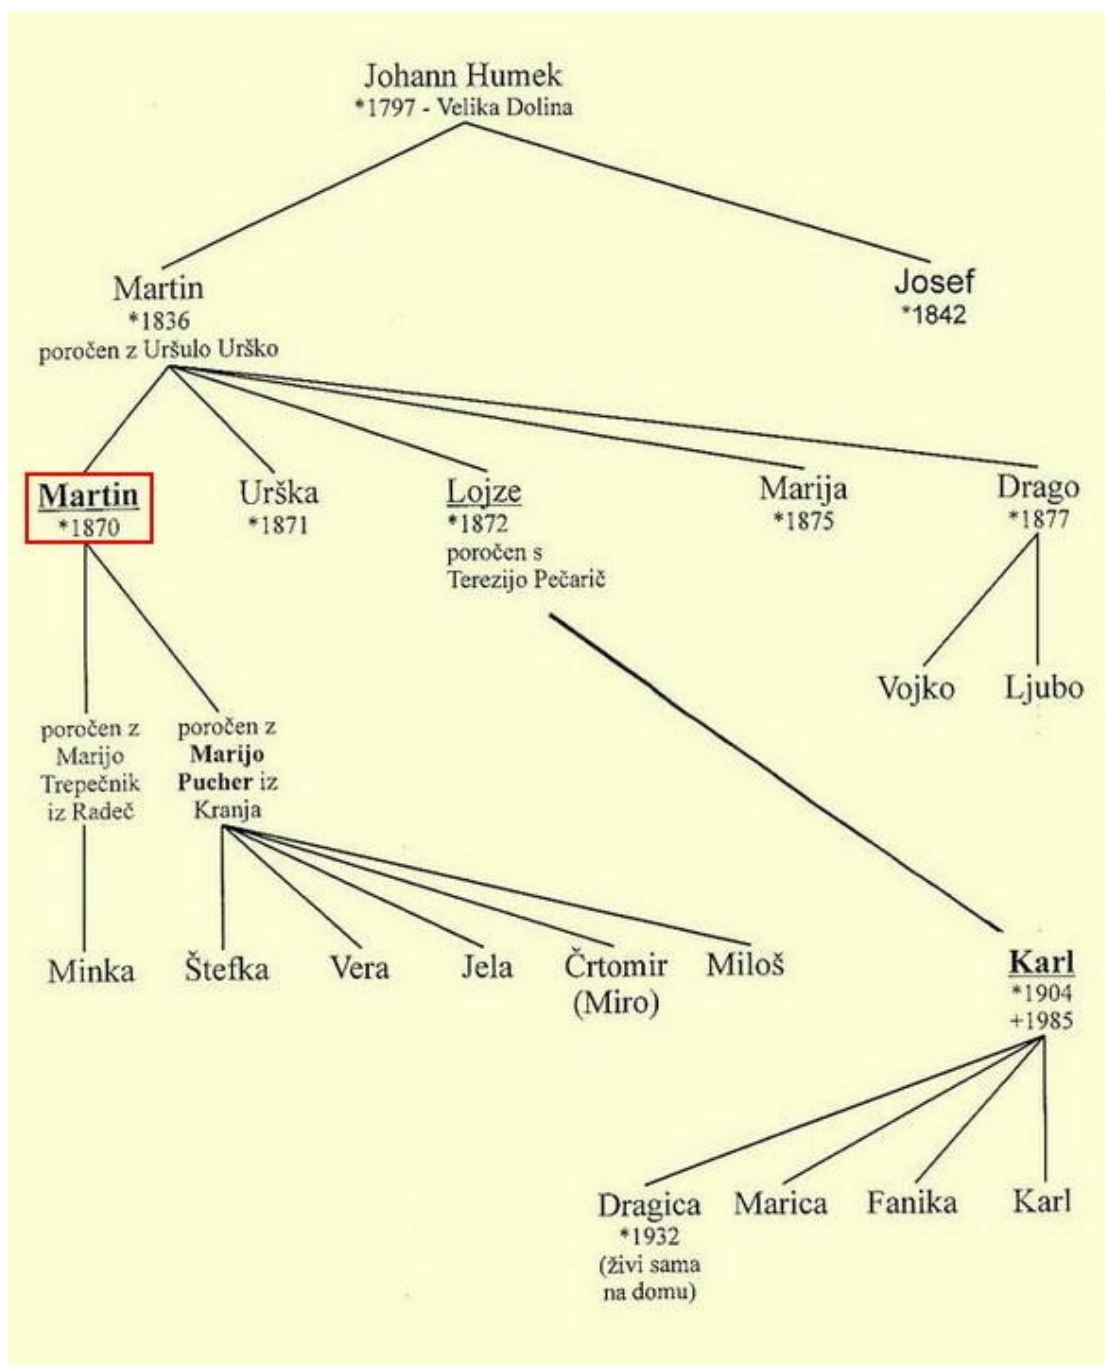 Johann Humek
*1797 - Velika Dolina
Martin
*1836
poročen z Uršulo Urško
Josef
*1842
Martin
*1870
Urška
*1871
Lojze
*1872
poročen s
Terezijo Pečarič
Marija
*1875
Drago
*1877
Vojko
Ljubo
poročen z
Marijo
Trepečnik
iz Radeč
poročen z
Marijo
Pucher iz
Kranja
Minka
Štefka
Vera
Jela
Črtomir
(Miro)
Miloš
Karl
*1904
+1985
Dragica
*1932
(živi sama
na domu)
Marica
Fanika
Karl